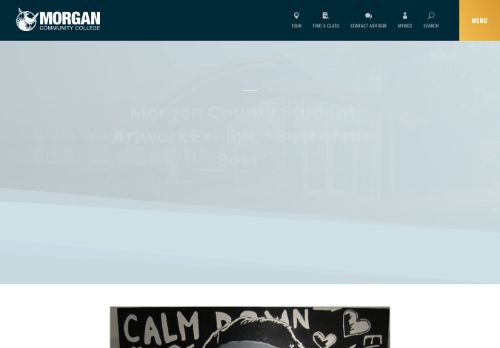 MORGAN
COMMUNITY COLLEGE
TOUR
FIND A CLASS
CONTACT ADVISOR
MYMCC
SEARCH
MENU
Morgan County Student
Artwork Exhibit, "Best of the
Best"
CALM DOWN